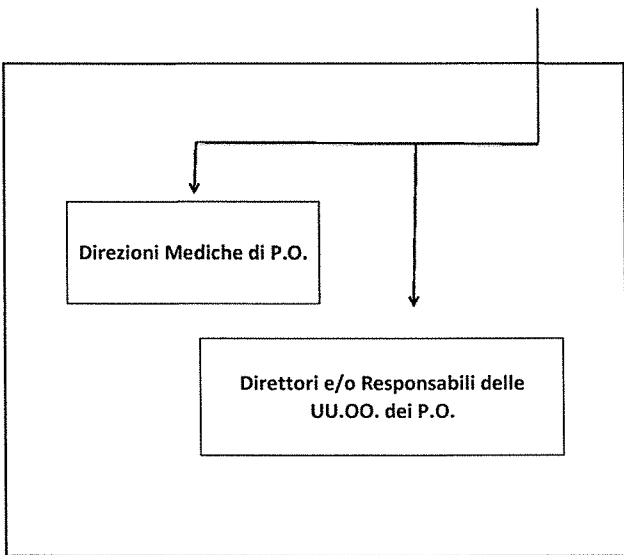 Direzioni Mediche di P.O.
Direttori e/o Responsabili delle
UU.OO. dei P.O.